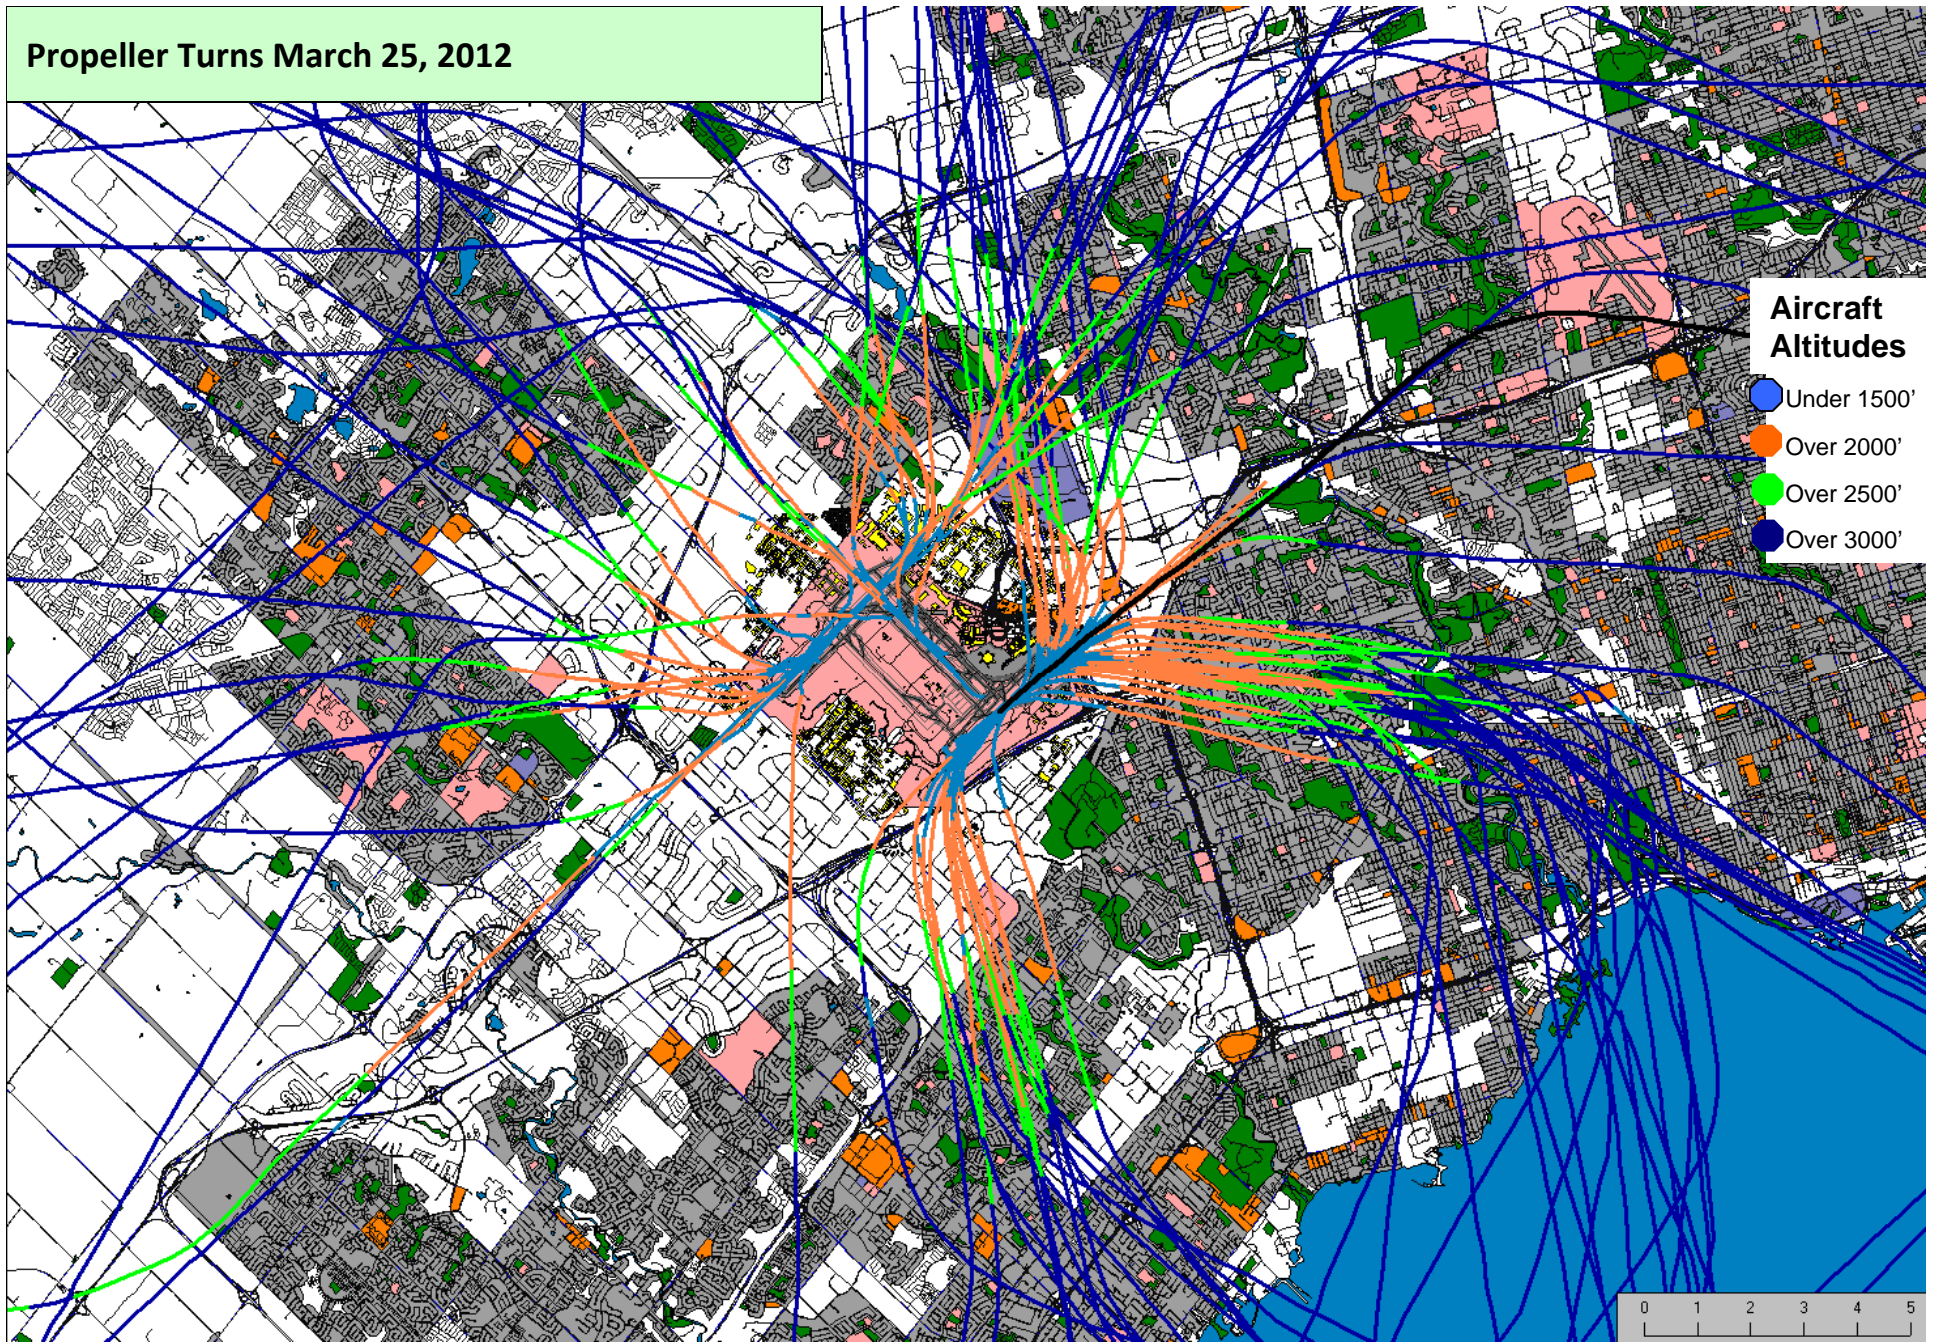 Propeller Turns March 25, 2012
Aircraft
Altitudes
Under 1500’
Over 2000’
Over 2500’
Over 3000’
0 1 2 3 4 5